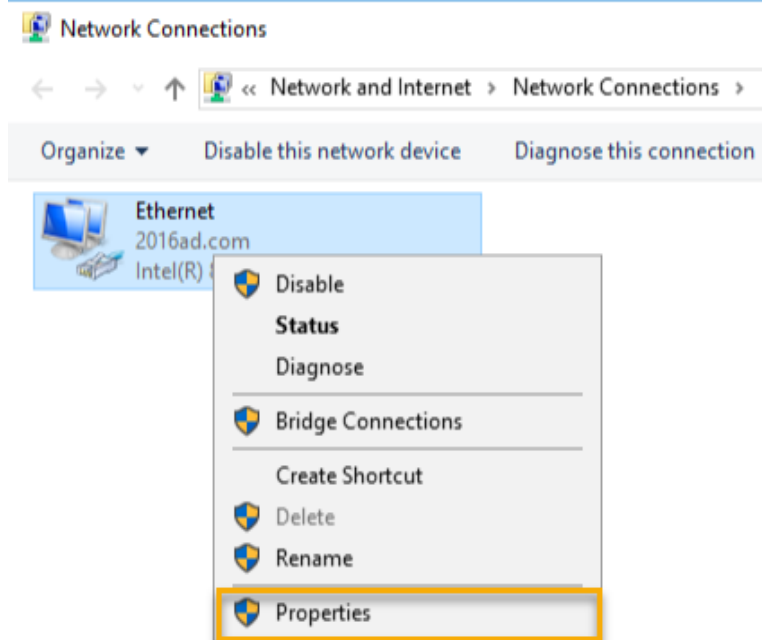 Network Connections
« Network and Internet > Network Connections >
Organize Disable this network device Diagnose this connection
Ethernet
2016ad.com
Intel(R)
Disable
Status
Diagnose
Bridge Connections
Create Shortcut
Delete
Rename
Properties